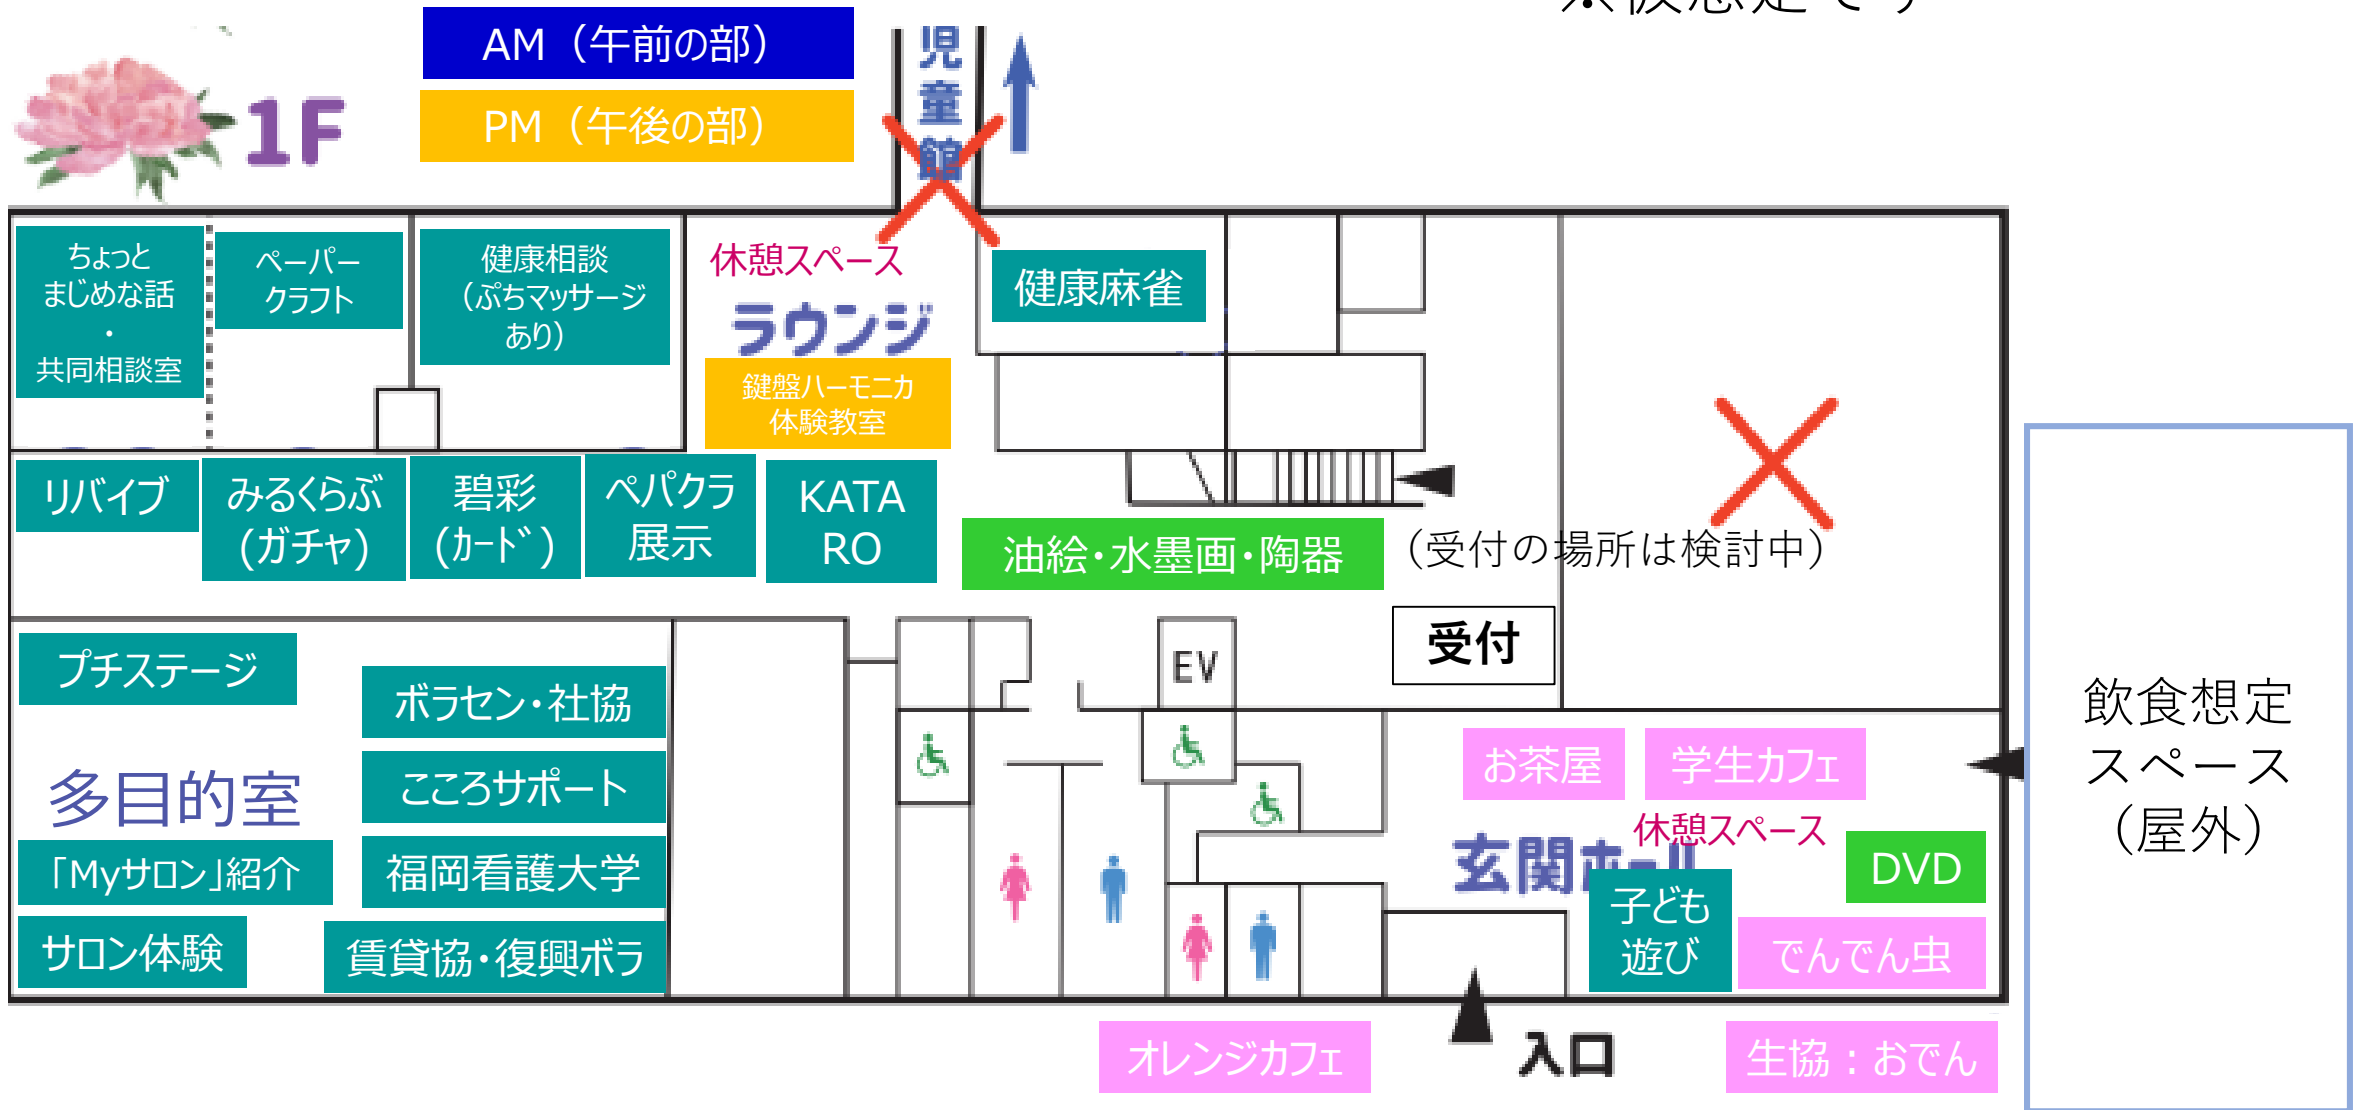 ※仮想定です
AM（午前の部）
PM（午後の部）
1F
児童館
ちょっと
まじめな話
・
共同相談室
ペーパー
クラフト
健康相談
（ぷちマッサージ
あり）
休憩スペース
ラウンジ
鍵盤ハーモニカ
体験教室
健康麻雀
リバイブ
みるくらぶ
(ガチャ)
碧彩
(ｶｰﾄﾞ)
ペパクラ
展示
KATA
RO
油絵・水墨画・陶器
（受付の場所は検討中）
受付
プチステージ
ボラセン・社協
こころサポート
多目的室
「Myサロン」紹介
福岡看護大学
サロン体験
賃貸協・復興ボラ
EV
お茶屋
学生カフェ
休憩スペース
玄関ホール
DVD
子ども
遊び
でんでん虫
飲食想定
スペース
（屋外）
オレンジカフェ
入口
生協：おでん